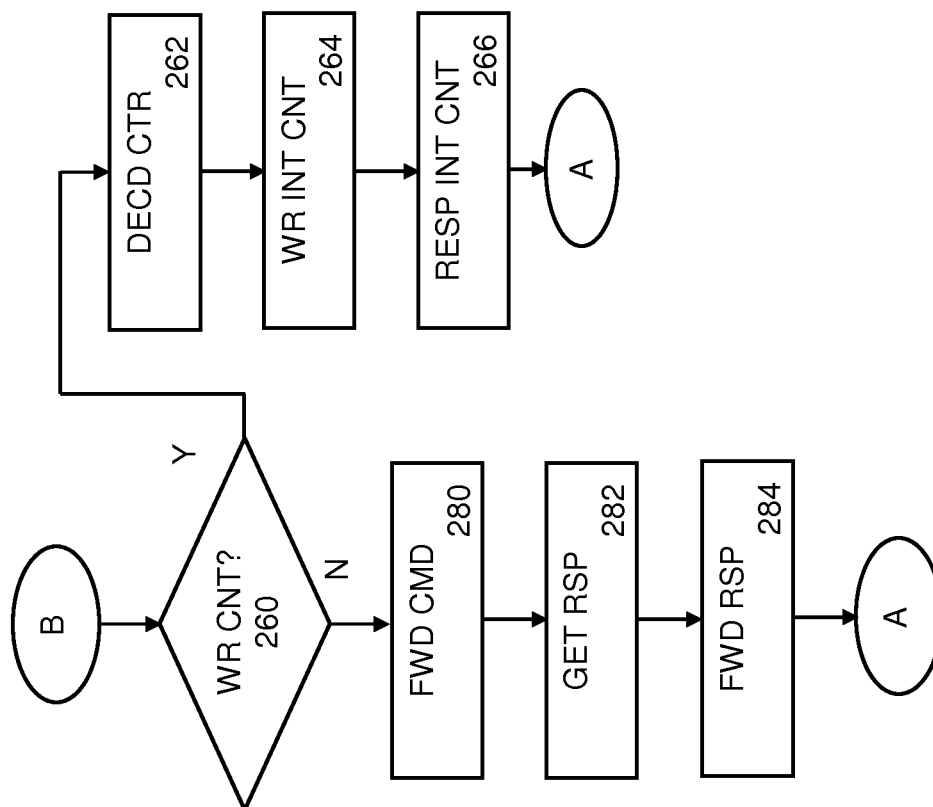 B
WR CNT?
260
Y
N
FWD CMD
280
GET RSP
282
FWD RSP
284
A
DECD CTR
262
WR INT CNT
264
RESP INT CNT
266
A